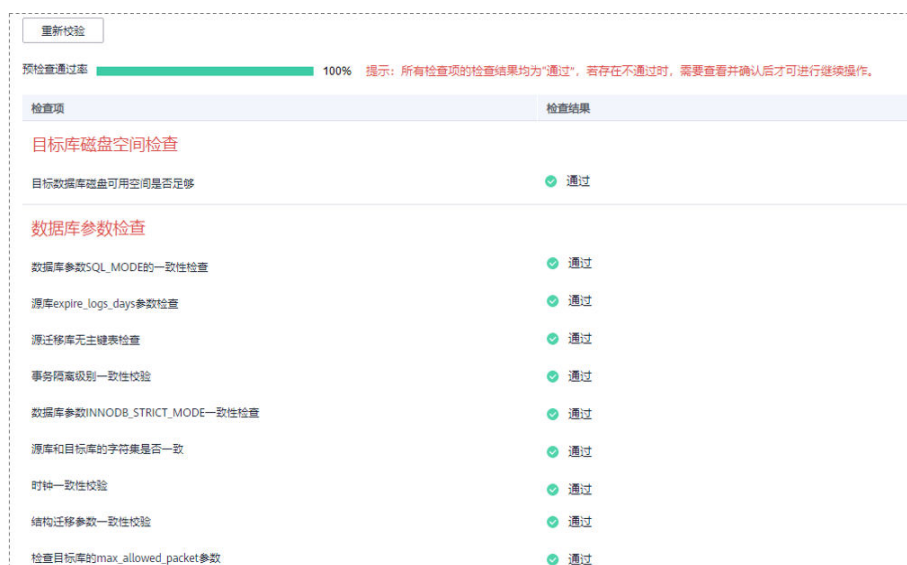 重新校验
预检查通过率 100% 提示：所有检查项的检查结果均为"通过"，若存在不通过时，需要查看并确认后才可进行继续操作。
检查项 检查结果
目标库磁盘空间检查
目标数据库磁盘可用空间是否足够 通过
数据库参数检查
数据库参数SQL_MODE的一致性检查 通过
源库expire_logs_days参数检查 通过
源迁移库无主键表检查 通过
事务隔离级别一致性校验 通过
数据库参数INNODB_STRICT_MODE一致性检查 通过
源库和目标库的字符集是否一致 通过
时钟一致性校验 通过
结构迁移参数一致性校验 通过
检查目标库的max_allowed_packet参数 通过